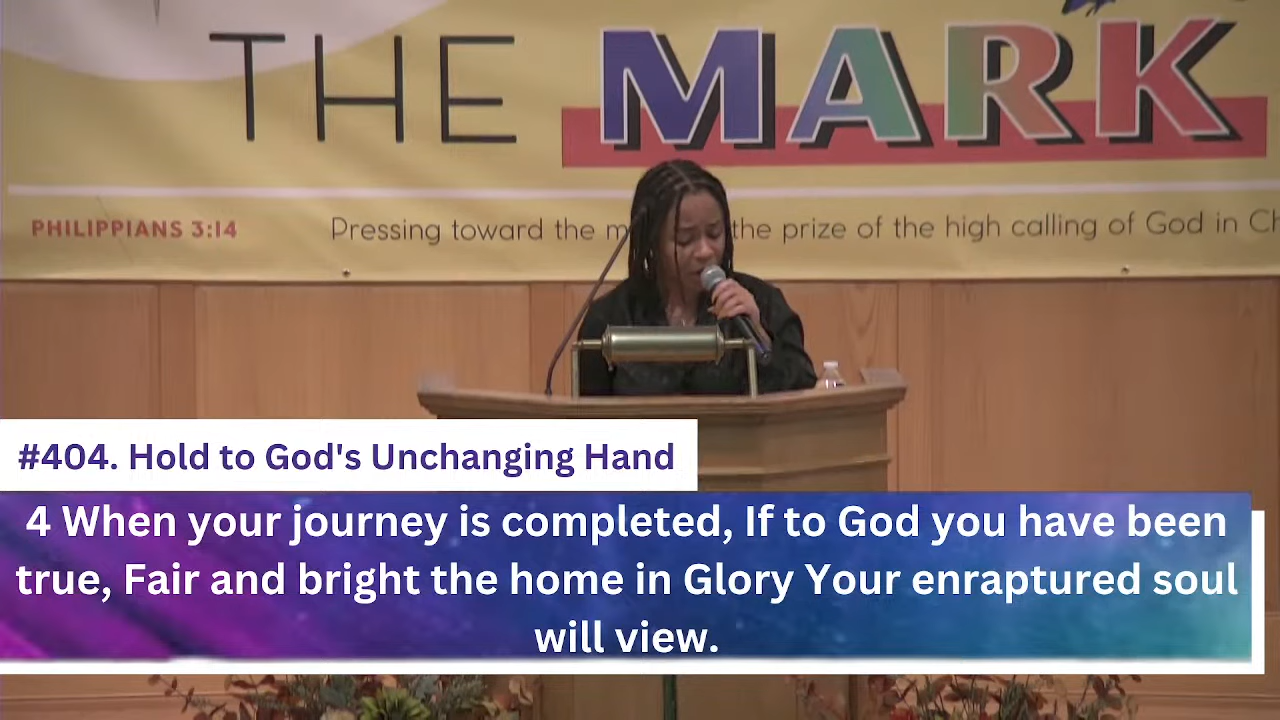 THE MARK
PHILIPPIANS 3:14 Pressing toward the the prize of the high calling of God in
#404. Hold to God's Unchanging Hand
4 When your journey is completed, If to God you have been
true, Fair and bright the home in Glory Your enraptured soul
will view.